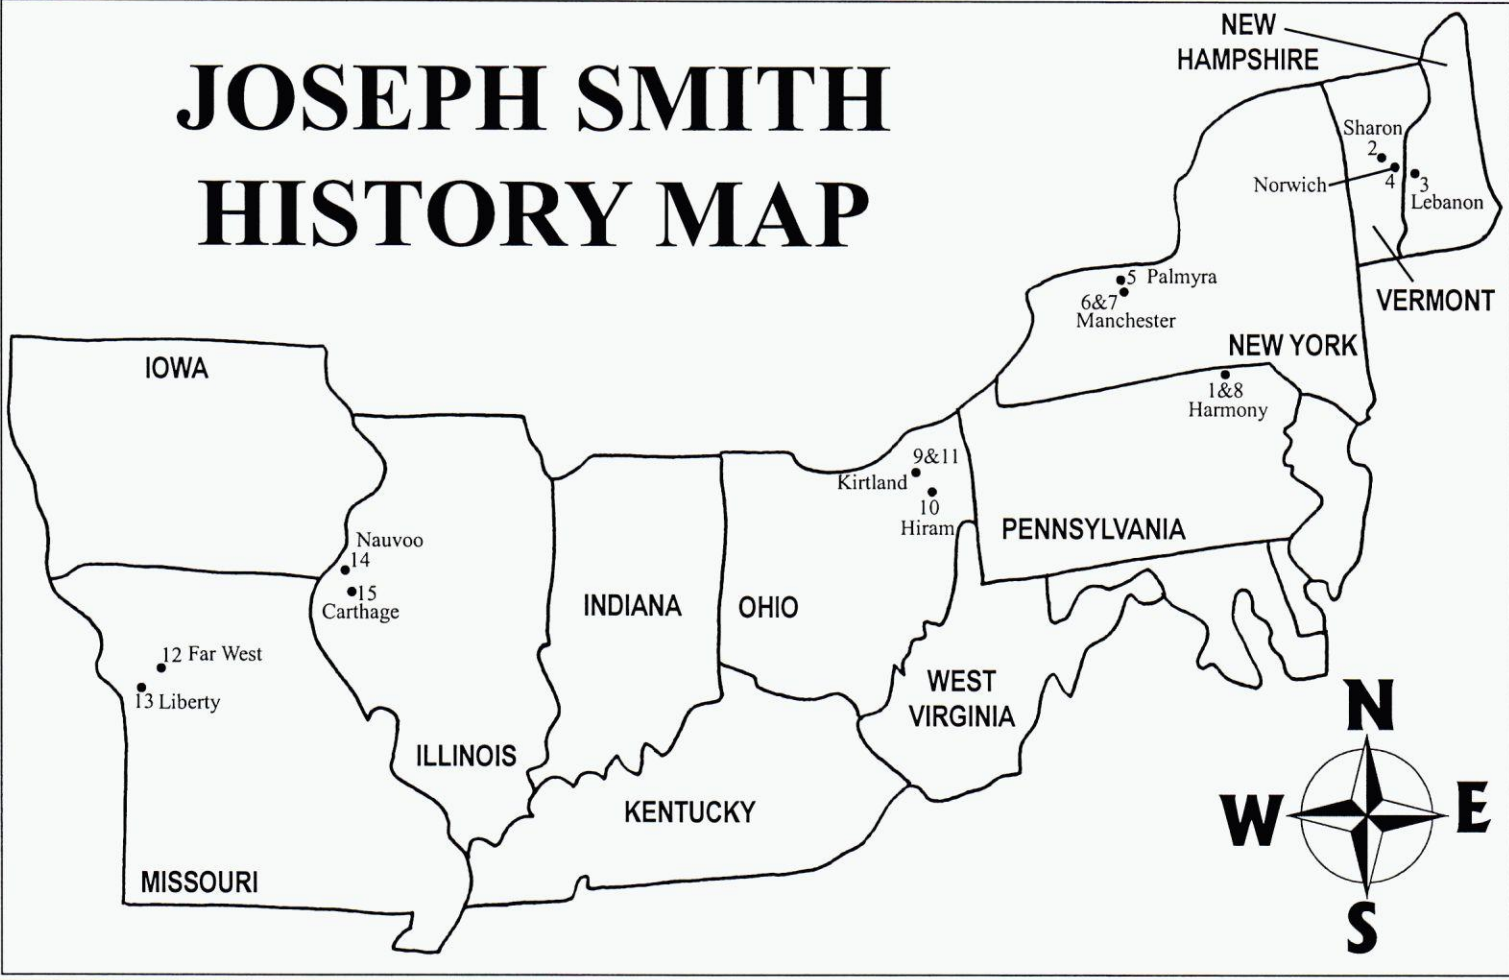 JOSEPH SMITH
HISTORY MAP
NEW
HAMPSHIRE
Sharon
2
Norwich
4
3
Lebanon
VERMONT
5 Palmyra
6&7
Manchester
NEW YORK
1&8
Harmony
IOWA
9&11
Kirtland
10
Hiram
PENNSYLVANIA
Nauvoo
14
15
Carthage
INDIANA
OHIO
12 Far West
13 Liberty
WEST
VIRGINIA
ILLINOIS
KENTUCKY
MISSOURI
N
W E
S